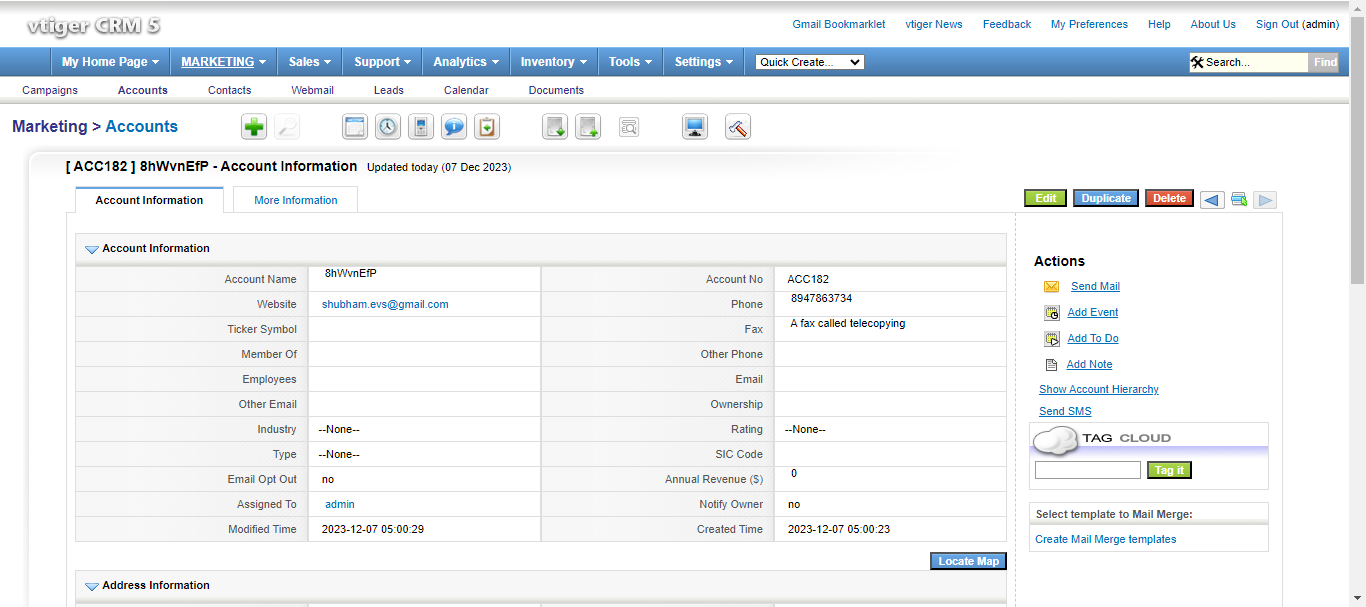 vtiger CRM 5
Gmail Bookmarklet vtiger News Feedback My Preferences Help About Us Sign Out (admin)
My Home Page MARKETING Sales Support Analytics Inventory Tools Settings Quick Create... Search... Find
Campaigns Accounts Contacts Webmail Leads Calendar Documents
Marketing > Accounts
[ ACC182 ] 8hWvnEfP - Account Information Updated today (07 Dec 2023)
Account Information More Information Edit Duplicate Delete
Account Information
Account Name 8hWvnEfP Account No ACC182
Website shubham.evs@gmail.com Phone 8947863734
Ticker Symbol Fax A fax called telecopying
Member Of Other Phone
Employees Email
Other Email Ownership
Industry --None-- Rating --None--
Type --None-- SIC Code
Email Opt Out no Annual Revenue ($) 0
Assigned To admin Notify Owner no
Modified Time 2023-12-07 05:00:29 Created Time 2023-12-07 05:00:23
Locate Map
Address Information
Actions
Send Mail
Add Event
Add To Do
Add Note
Show Account Hierarchy
Send SMS
TAG CLOUD
Tag it
Select template to Mail Merge:
Create Mail Merge templates